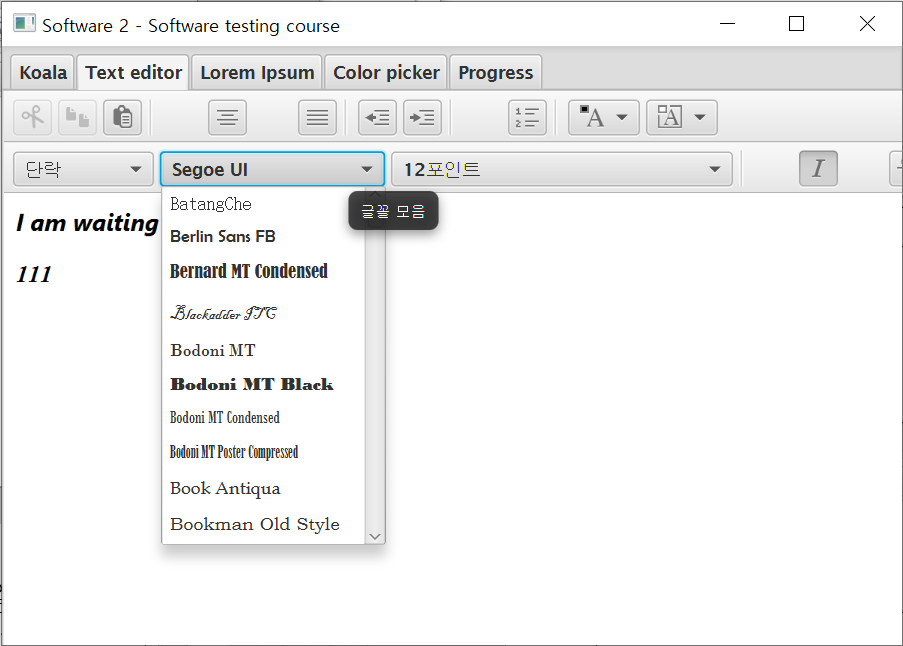 Software 2 - Software testing course
Koala Text editor Lorem Ipsum Color picker Progress
단락 Segoe UI 12포인트
I am waiting
글꼴 모음
111
BatangChe
Berlin Sans FB
Bernard MT Condensed
Blackadder ITC
Bodoni MT
Bodoni MT Black
Bodoni MT Condensed
Bodoni MT Poster Compressed
Book Antiqua
Bookman Old Style